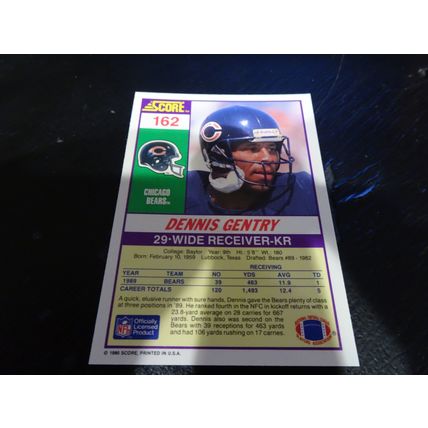 SCORE
162
CHICAGO
BEARS™
DENNIS GENTRY
29•WIDE RECEIVER-KR
College: Baylor Year: 9th Ht.: 5'8" Wt.: 180
Born: February 10, 1959 Lubbock, Texas Drafted: Bears #89 - 1982
RECEIVING
YEAR TEAM NO YDS AVG TD
1989 BEARS 39 463 11.9 1
CAREER TOTALS 120 1,493 12.4 5
A quick, elusive runner with sure hands, Dennis gave the Bears plenty of class
at three positions in '89. He ranked fourth in the NFC in kickoff returns with a
23.8-yard average on 28 carries for 667
yards. Dennis also was second on the
Bears with 39 receptions for 463 yards
and had 106 yards rushing on 17 carries.
NFL
Officially
Licensed
Product
© 1990 SCORE, PRINTED IN U.S.A.